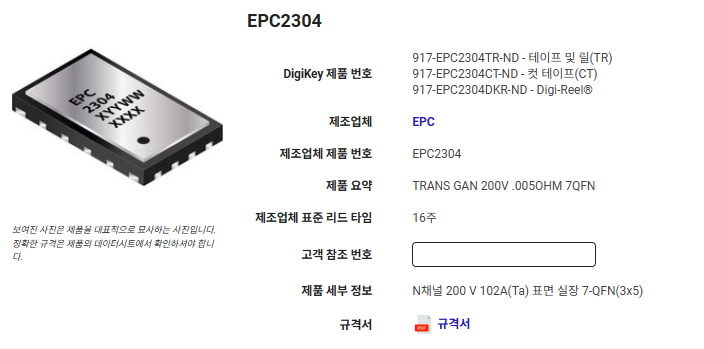 EPC2304
EPC
2304
XYYWW
XXXX
DigiKey 제품 번호
917-EPC2304TR-ND - 테이프 및 릴(TR)
917-EPC2304CT-ND - 컷 테이프(CT)
917-EPC2304DKR-ND - Digi-Reel®
제조업체
EPC
제조업체 제품 번호
EPC2304
제품 요약
TRANS GAN 200V .005OHM 7QFN
제조업체 표준 리드 타임
16주
고객 참조 번호
제품 세부 정보
N채널 200 V 102A(Ta) 표면 실장 7-QFN(3x5)
규격서
PDF
규격서
보여진 사진은 제품을 대표적으로 묘사하는 사진입니다.
정확한 규격은 제품의 데이터시트에서 확인하셔야 합니
다.